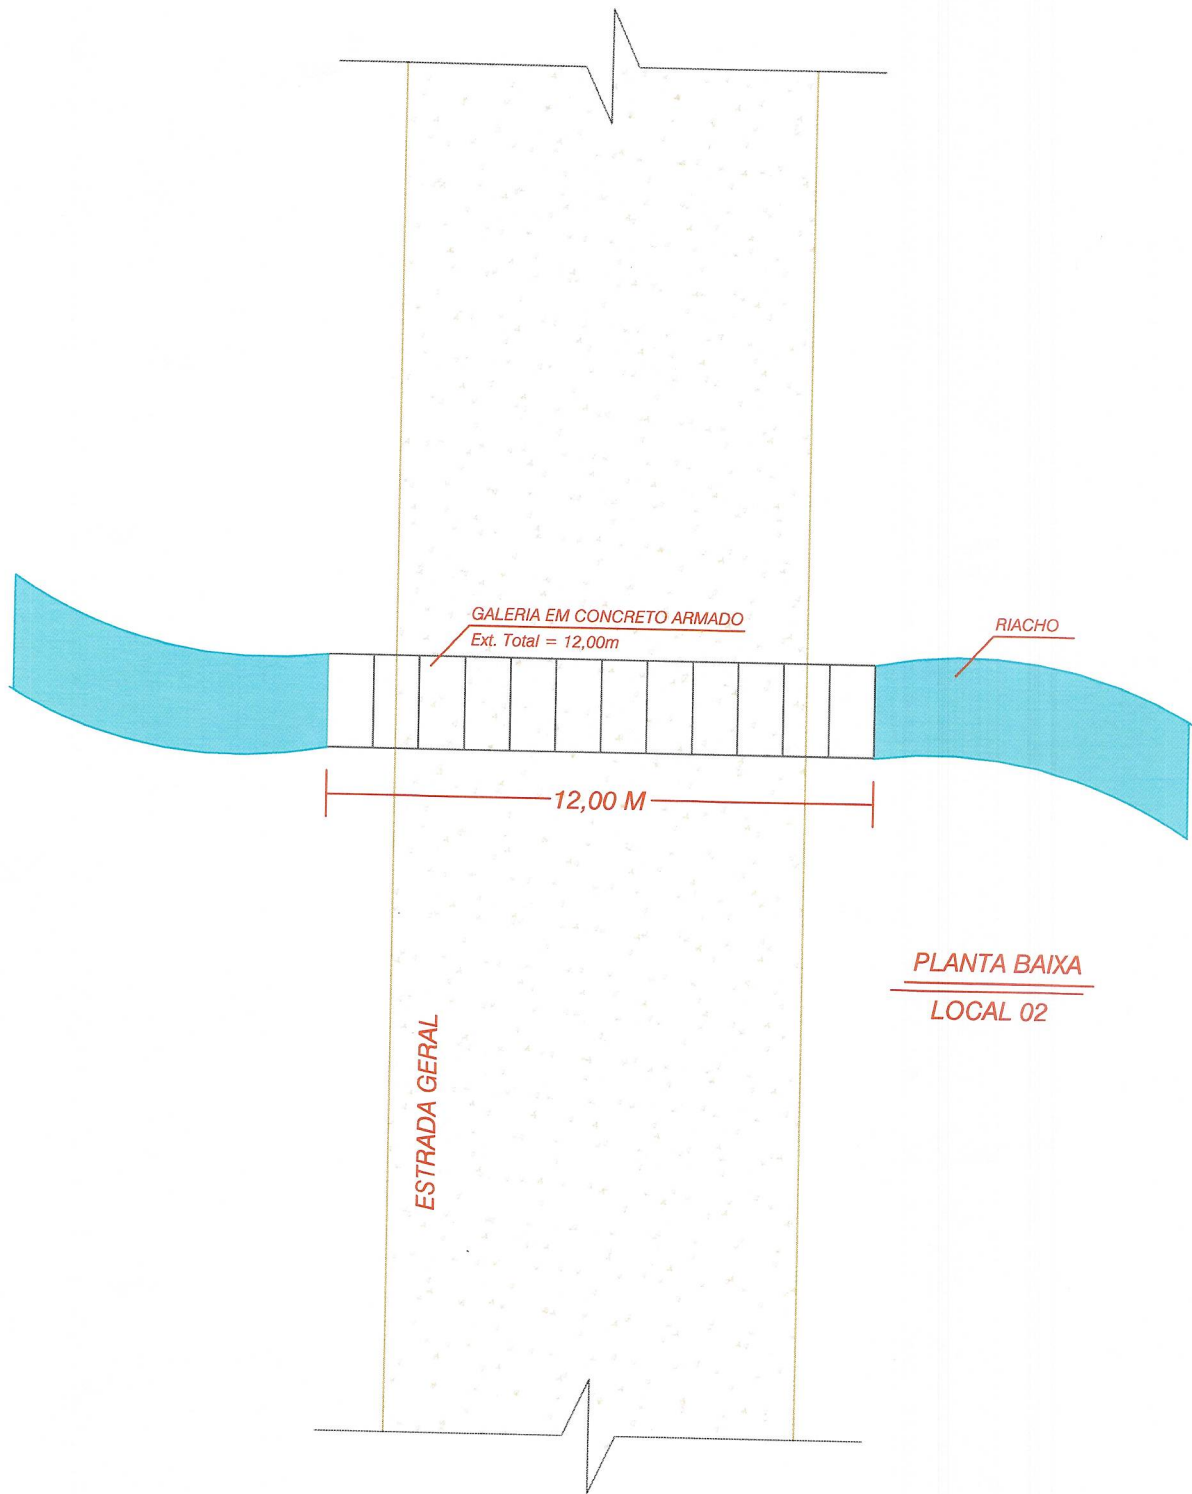 GALERIA EM CONCRETO ARMADO
Ext. Total = 12,00m
RIACHO
12,00 M
PLANTA BAIXA
LOCAL 02
ESTRADA GERAL